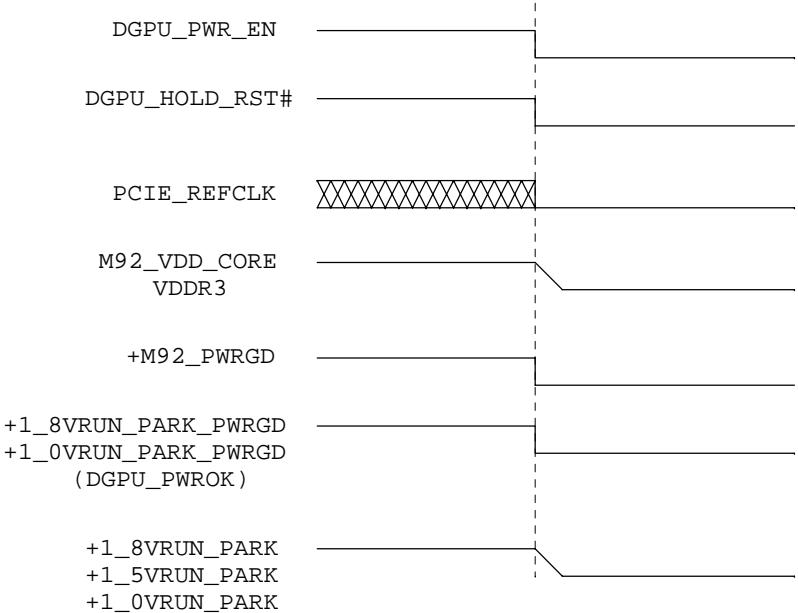 DGPU_PWR_EN
DGPU_HOLD_RST#
PCIE_REFCLK
M92_VDD_CORE
VDDR3
+M92_PWRGD
+1_8VRUN_PARK_PWRGD
+1_0VRUN_PARK_PWRGD
(DGPU_PWROK)
+1_8VRUN_PARK
+1_5VRUN_PARK
+1_0VRUN_PARK